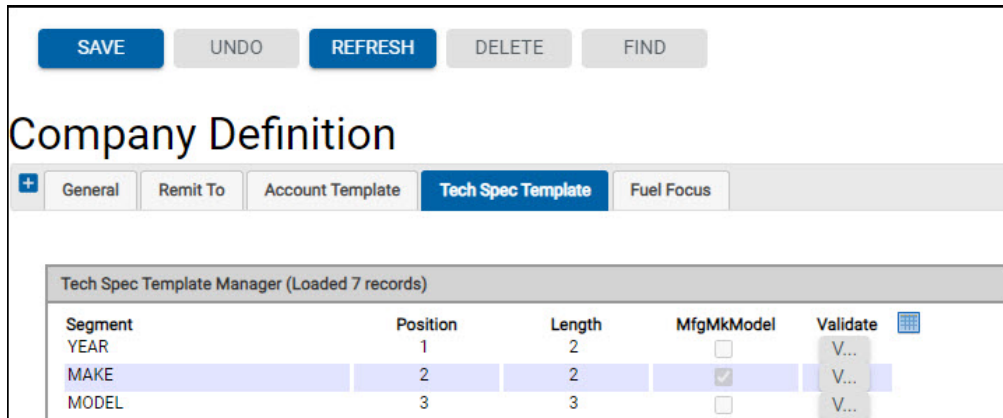 SAVE UNDO REFRESH DELETE FIND
Company Definition
General Remit To Account Template Tech Spec Template Fuel Focus
Tech Spec Template Manager (Loaded 7 records)
Segment Position Length MfgMkModel Validate
YEAR 1 2 V...
MAKE 2 2 V...
MODEL 3 3 V...